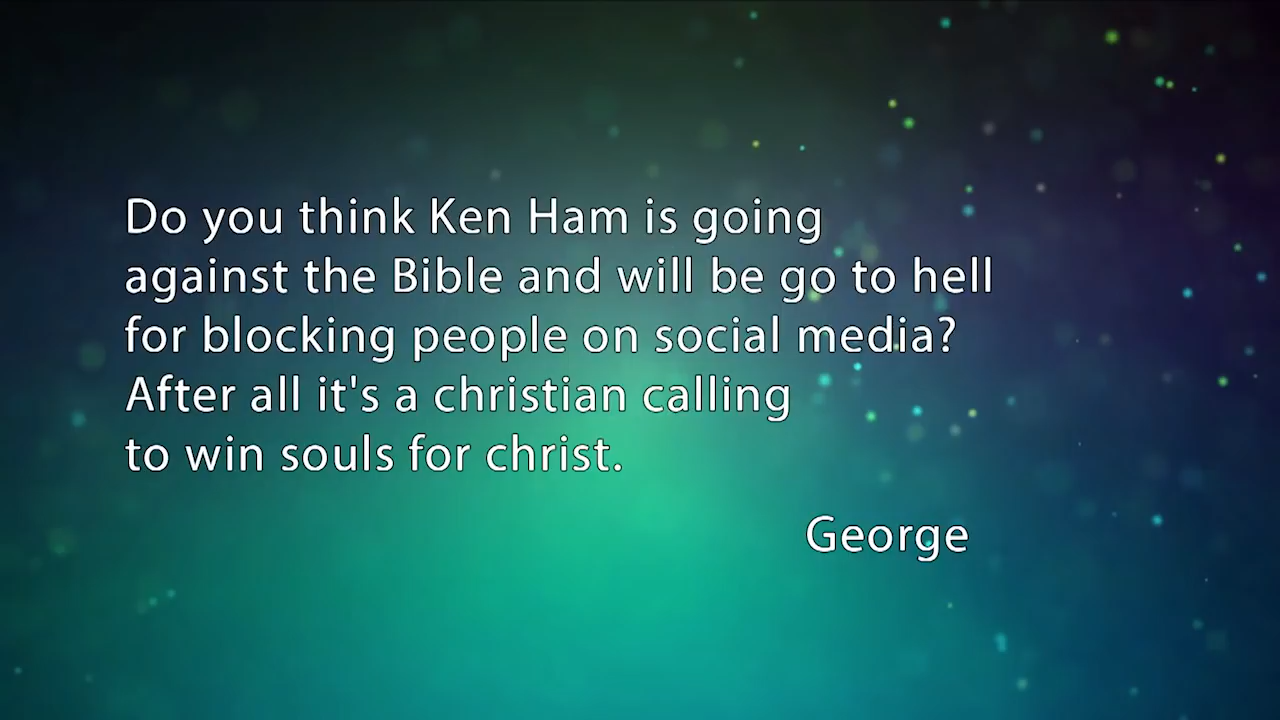 Do you think Ken Ham is going
against the Bible and will be go to hell
for blocking people on social media?
After all it's a christian calling
to win souls for christ.
George